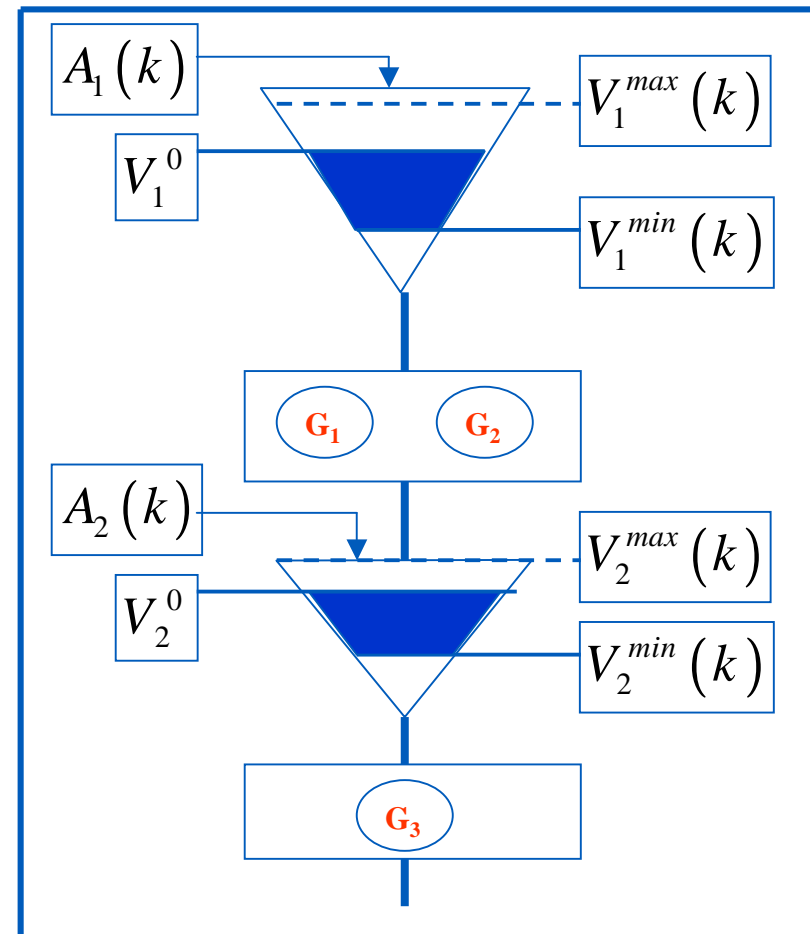 A₁(k)
V₁ᵐᵃˣ(k)
V₁⁰
V₁ᵐⁱⁿ(k)
G₁ G₂
A₂(k)
V₂ᵐᵃˣ(k)
V₂⁰
V₂ᵐⁱⁿ(k)
G₃